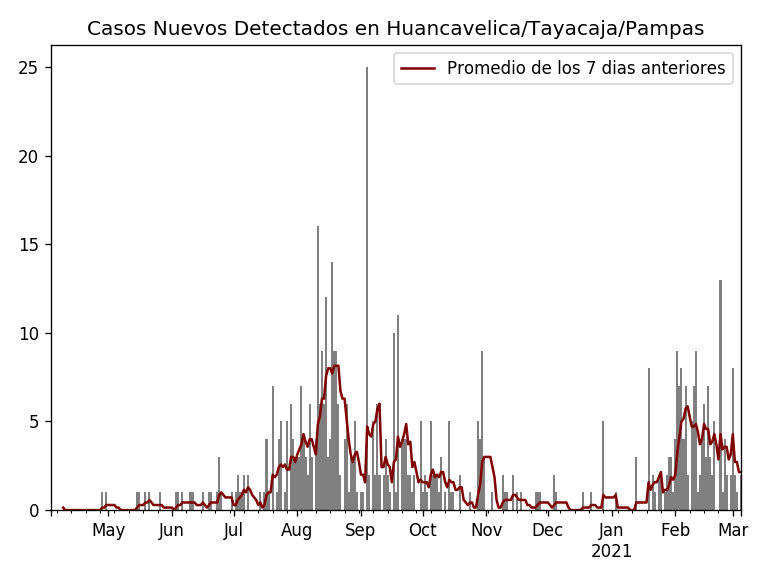 Casos Nuevos Detectados en Huancavelica/Tayacaja/Pampas
Promedio de los 7 dias anteriores
25
20
15
10
5
0
May Jun Jul Aug Sep Oct Nov Dec Jan Feb Mar
2021